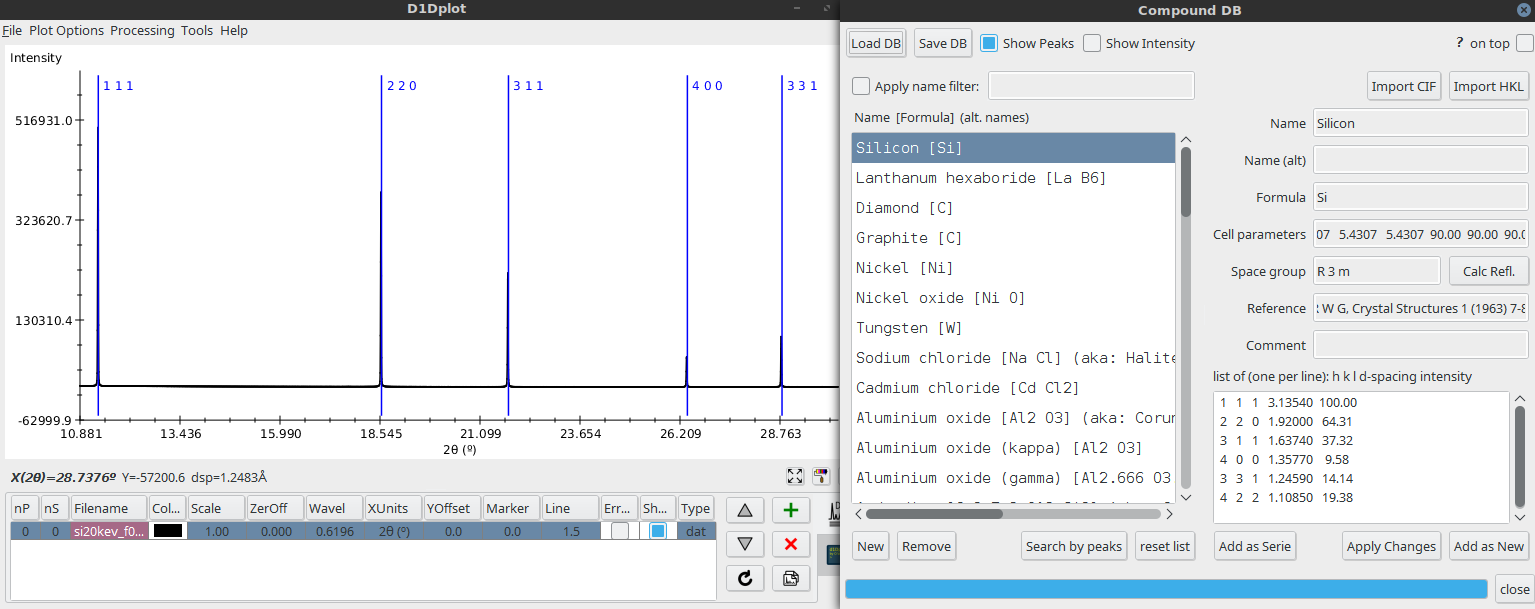 D1Dplot
File Plot Options Processing Tools Help
Intensity
516931.0
323620.7
130310.4
-62999.9
1 1 1
2 2 0
3 1 1
4 0 0
3 3 1
10.881 13.436 15.990 18.545 21.099 23.654 26.209 28.763
2θ (º)
X(2θ)=28.7376º Y=-57200.6 dsp=1.2483Å
nP nS Filename Col... Scale ZerOff Wavel XUnits YOffset Marker Line Err... Sh... Type
0 0 si20kev_f0... 1.00 0.000 0.6196 2θ (º) 0.0 0.0 1.5 dat
Compound DB
Load DB Save DB Show Peaks Show Intensity ? on top
Apply name filter:
Import CIF Import HKL
Name [Formula] (alt. names)
Silicon [Si]
Lanthanum hexaboride [La B6]
Diamond [C]
Graphite [C]
Nickel [Ni]
Nickel oxide [Ni O]
Tungsten [W]
Sodium chloride [Na Cl] (aka: Halite
Cadmium chloride [Cd Cl2]
Aluminium oxide [Al2 O3] (aka: Corun
Aluminium oxide (kappa) [Al2 O3]
Aluminium oxide (gamma) [Al2.666 O3
Name Silicon
Name (alt)
Formula Si
Cell parameters 07 5.4307 5.4307 90.00 90.00 90.0
Space group R 3 m Calc Refl.
Reference W G, Crystal Structures 1 (1963) 7-8
Comment
list of (one per line): h k l d-spacing intensity
1 1 1 3.13540 100.00
2 2 0 1.92000 64.31
3 1 1 1.63740 37.32
4 0 0 1.35770 9.58
3 3 1 1.24590 14.14
4 2 2 1.10850 19.38
New Remove Search by peaks reset list Add as Serie Apply Changes Add as New
close